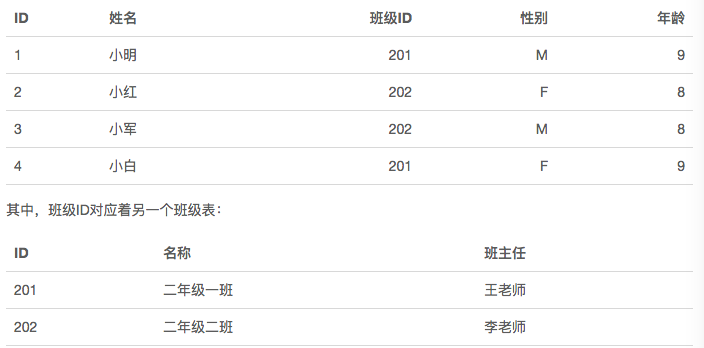 ID 姓名 班级ID 性别 年龄
1 小明 201 M 9
2 小红 202 F 8
3 小军 202 M 8
4 小白 201 F 9
其中，班级ID对应着另一个班级表：
ID 名称 班主任
201 二年级一班 王老师
202 二年级二班 李老师